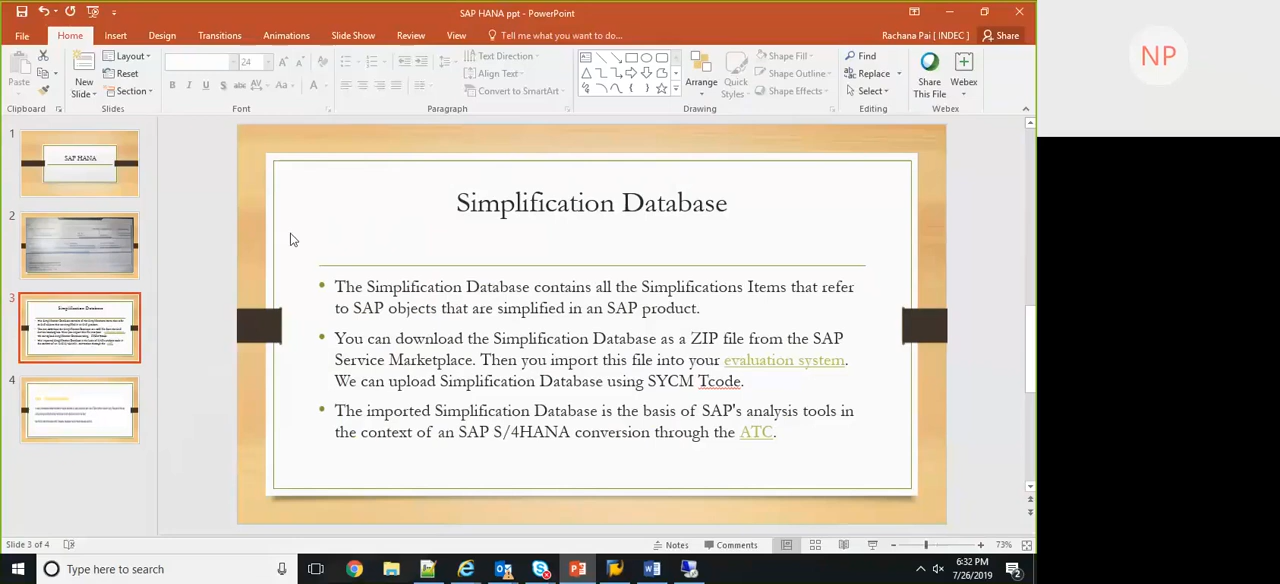 SAP HANA ppt - PowerPoint
File Home Insert Design Transitions Animations Slide Show Review View Tell me what you want to do... Rachana Pai [ INDEC ] Share
NP
Paste
New Slide
Layout
Reset
Section
24
B I U S abc AV Aa A
Text Direction
Align Text
Convert to SmartArt
Arrange
Quick Styles
Shape Fill
Shape Outline
Shape Effects
Find
Replace
Select
Share This File
Webex
Clipboard Slides Font Paragraph Drawing Editing Webex
1
SAP HANA
2
3
Simplification Database
4
Simplification Database
• The Simplification Database contains all the Simplifications Items that refer
to SAP objects that are simplified in an SAP product.
• You can download the Simplification Database as a ZIP file from the SAP
Service Marketplace. Then you import this file into your evaluation system.
We can upload Simplification Database using SYCM Tcode.
• The imported Simplification Database is the basis of SAP's analysis tools in
the context of an SAP S/4HANA conversion through the ATC.
Slide 3 of 4 Notes Comments 73%
Type here to search
6:32 PM
7/26/2019
2